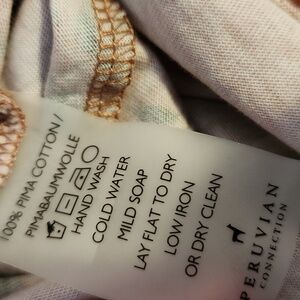 100% PIMA COTTON /
PIMABAUMWOLLE
HAND WASH
COLD WATER
MILD SOAP
LAY FLAT TO DRY
LOW IRON
OR DRY CLEAN
PERUVIAN
CONNECTION